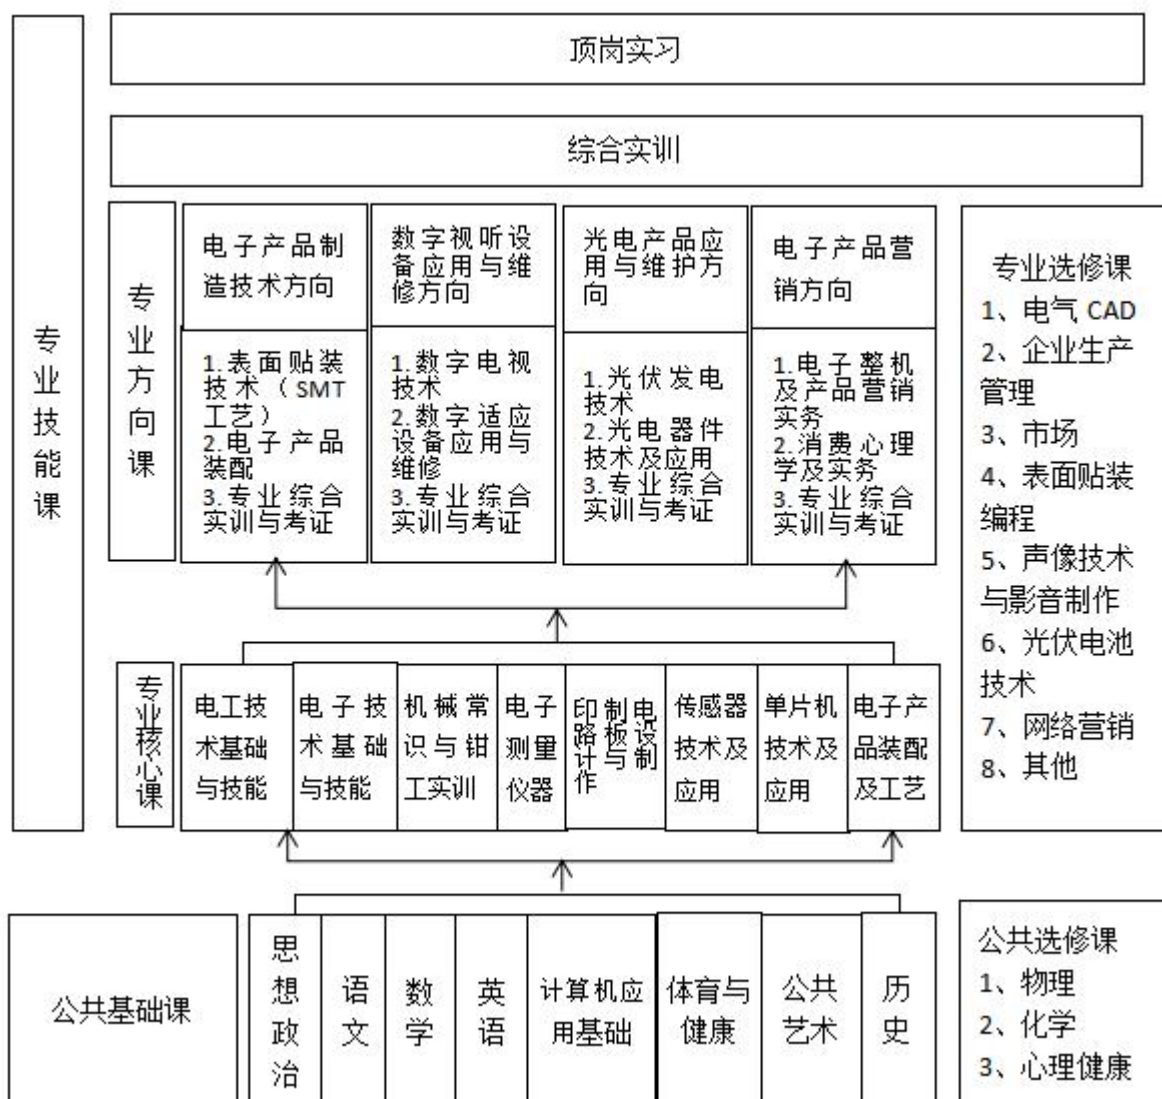 顶岗实习
综合实训
专业技能课
专业方向课
电子产品制
造技术方向
数字视听设
备应用与维
修方向
光电产品应
用与维护方
向
电子产品营
销方向
1.表面贴装
技术（SMT
工艺）
2.电子产品
装配
3.专业综合
实训与考证
1.数字电视
技术
2.数字适应
设备应用与
维修
3.专业综合
实训与考证
1.光伏发电
技术
2.光电器件
技术及应用
3.专业综合
实训与考证
1.电子整机
及产品营销
实务
2.消费心理
学及实务
3.专业综合
实训与考证
专业选修课
1、电气 CAD
2、企业生产
管理
3、市场
4、表面贴装
编程
5、声像技术
与影音制作
6、光伏电池
技术
7、网络营销
8、其他
专业核心课
电工技
术基础
与技能
电子技
术基础
与技能
机械常
识与钳
工实训
电子
测量
仪器
印制电
路板设
计与制
作
传感器
技术及
应用
单片机
技术及
应用
电子产
品装配
及工艺
公共基础课
思想政治
语文
数学
英语
计算机应
用基础
体育与
健康
公共
艺术
历史
公共选修课
1、物理
2、化学
3、心理健康